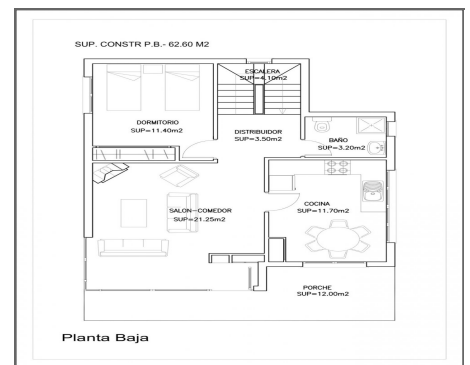 SUP. CONSTR P.B.- 62.60 M2
ESCALERA
SUP=4.10m2
DORMITORIO
SUP=11.40m2
DISTRIBUIDOR
SUP=3.50m2
BAÑO
SUP=3.20m2
SALON-COMEDOR
SUP=21.25m2
COCINA
SUP=11.70m2
PORCHE
SUP=12.00m2
Planta Baja